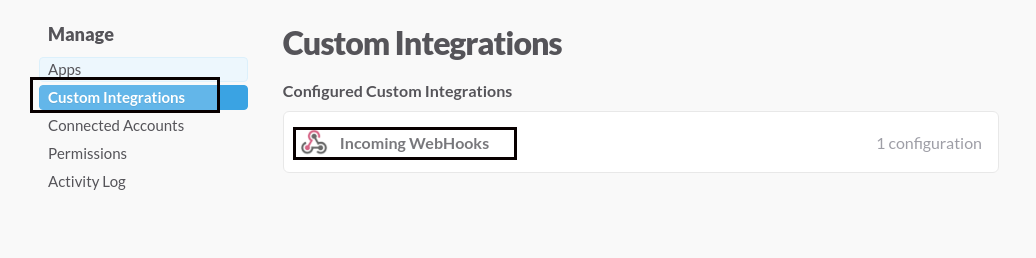 Manage
Apps
Custom Integrations
Connected Accounts
Permissions
Activity Log
Custom Integrations
Configured Custom Integrations
Incoming WebHooks
1 configuration